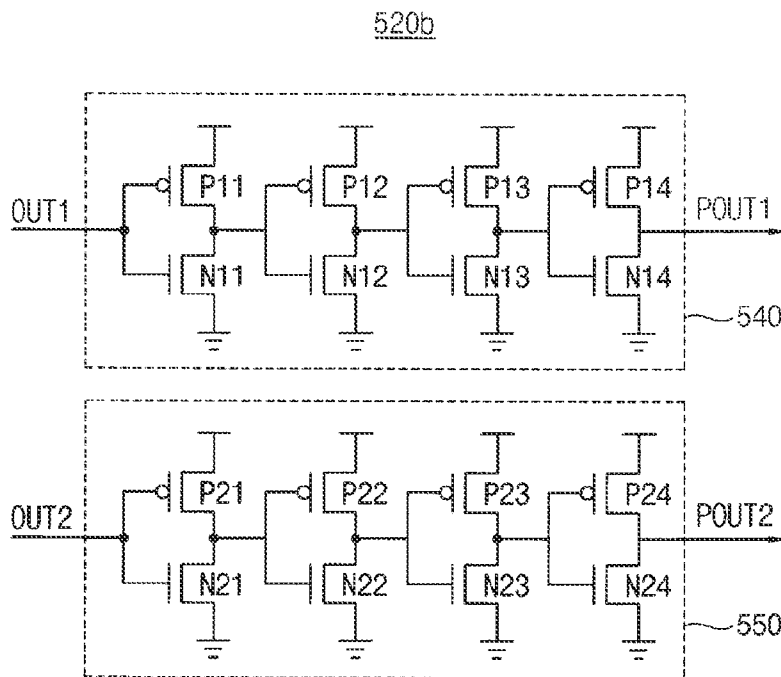 520b
P11 P12 P13 P14
OUT1 POUT1
N11 N12 N13 N14
540
P21 P22 P23 P24
OUT2 POUT2
N21 N22 N23 N24
550